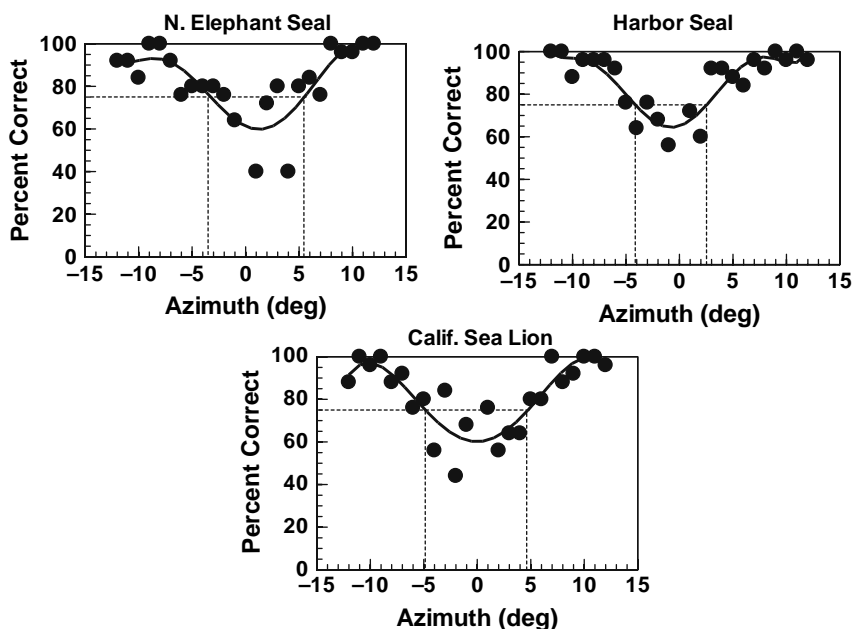 N. Elephant Seal
Percent Correct
100
80
60
40
20
0
−15 −10 −5 0 5 10 15
Azimuth (deg)
Harbor Seal
Percent Correct
100
80
60
40
20
0
−15 −10 −5 0 5 10 15
Azimuth (deg)
Calif. Sea Lion
Percent Correct
100
80
60
40
20
0
−15 −10 −5 0 5 10 15
Azimuth (deg)